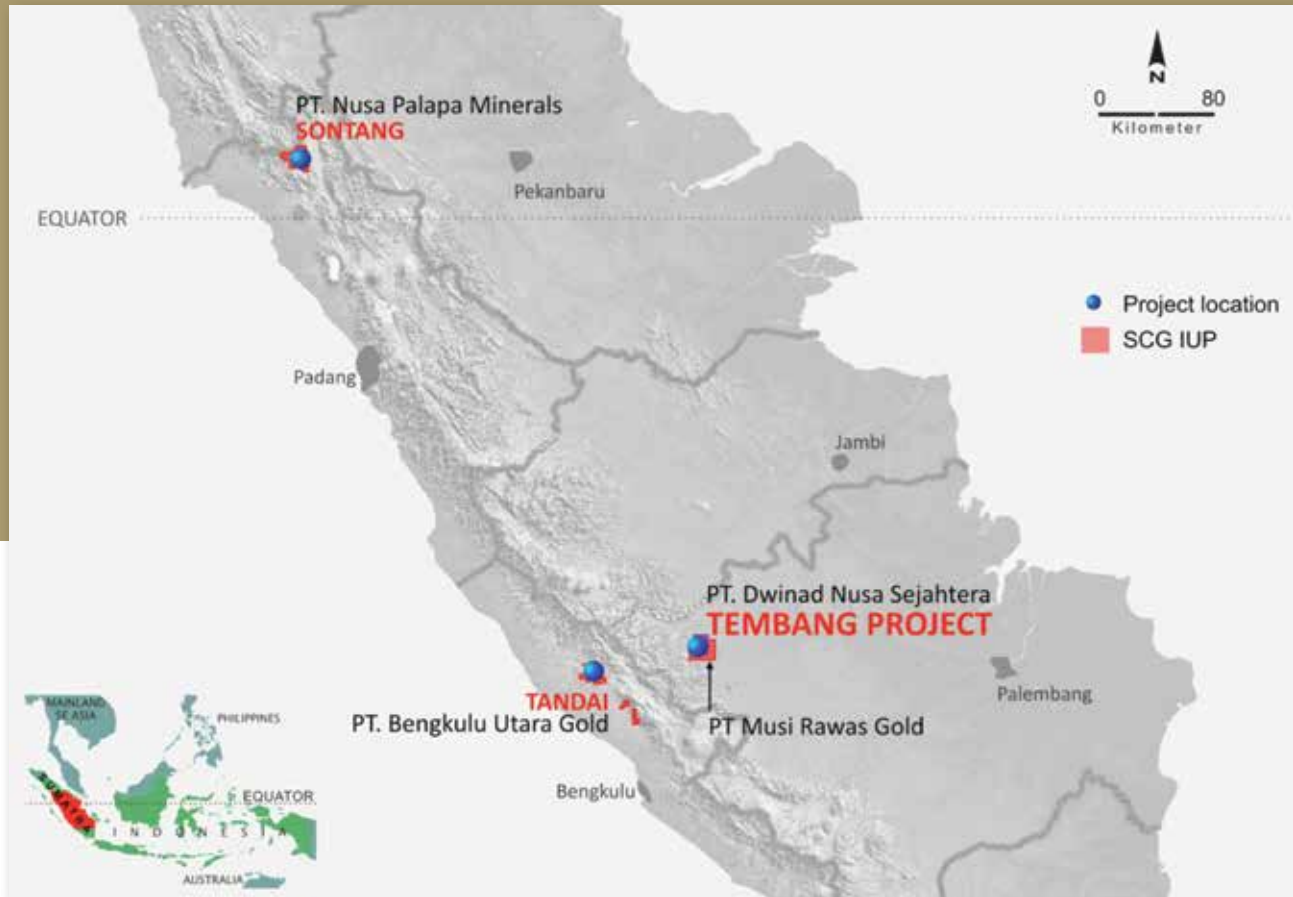 N
0 80
Kilometer
PT. Nusa Palapa Minerals
SONTANG
Pekanbaru
EQUATOR
Project location
SCG IUP
Padang
Jambi
PT. Dwinad Nusa Sejahtera
TEMBANG PROJECT
Palembang
TANDAI
PT. Bengkulu Utara Gold
PT Musi Rawas Gold
Bengkulu
MAINLAND
SE ASIA
PHILIPPINES
EQUATOR
SUMATRA
INDONESIA
AUSTRALIA